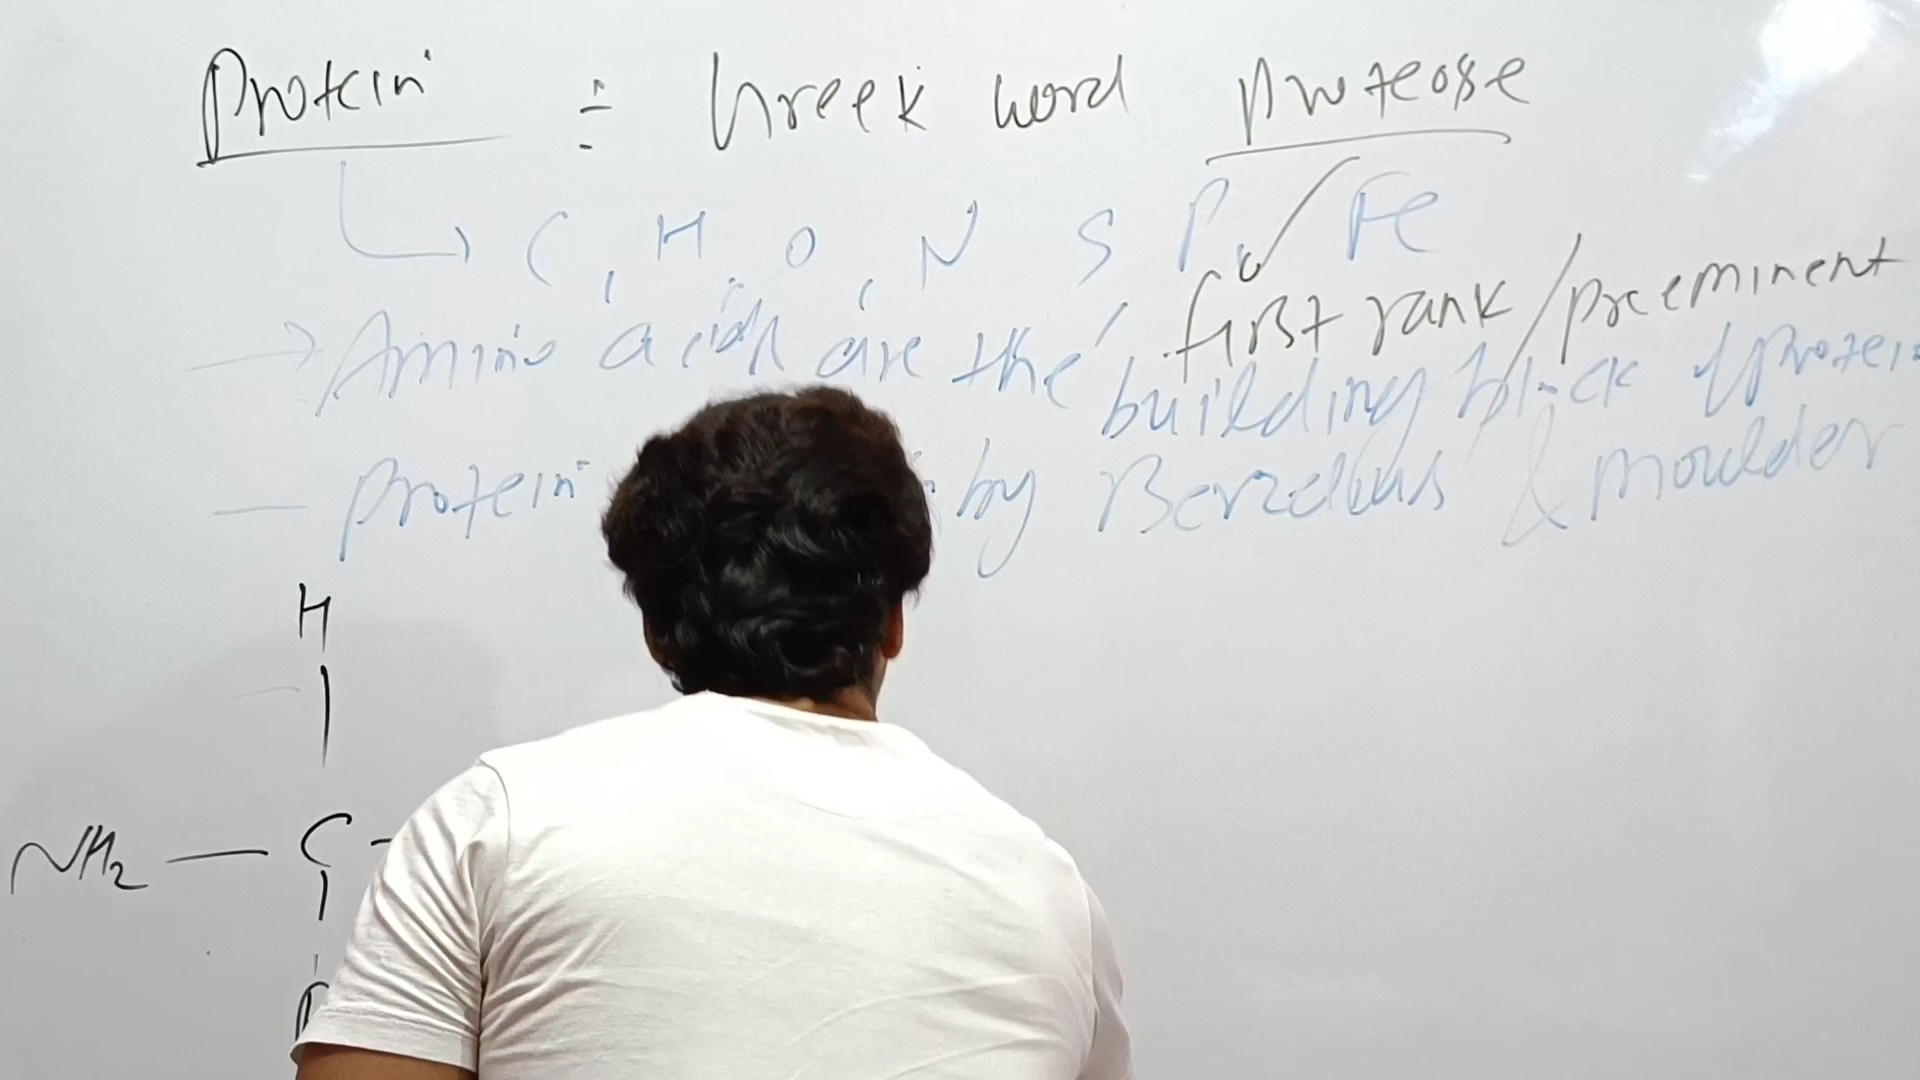 Protein ÷ Greek word proteose
C, H, O, N, S, P, Fe
first rank / preeminent
→ Amino acids are the building block of protein
— protein by Berzelius & moulder
H
NH2 — C -